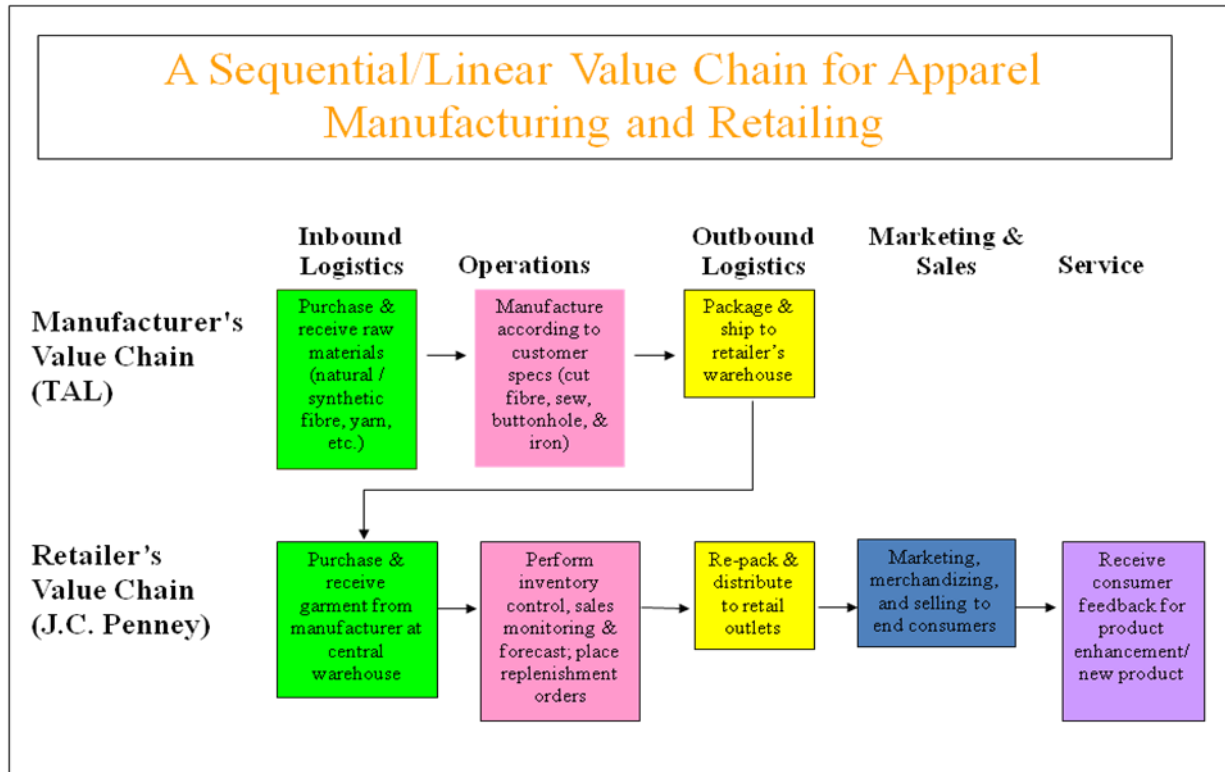 A Sequential/Linear Value Chain for Apparel
Manufacturing and Retailing
Inbound
Logistics
Operations
Outbound
Logistics
Marketing &
Sales
Service
Manufacturer's
Value Chain
(TAL)
Purchase &
receive raw
materials
(natural /
synthetic
fibre, yarn,
etc.)
Manufacture
according to
customer
specs (cut
fibre, sew,
buttonhole, &
iron)
Package &
ship to
retailer's
warehouse
Retailer's
Value Chain
(J.C. Penney)
Purchase &
receive
garment from
manufacturer at
central
warehouse
Perform
inventory
control, sales
monitoring &
forecast; place
replenishment
orders
Re-pack &
distribute
to retail
outlets
Marketing,
merchandizing,
and selling to
end consumers
Receive
consumer
feedback for
product
enhancement/
new product